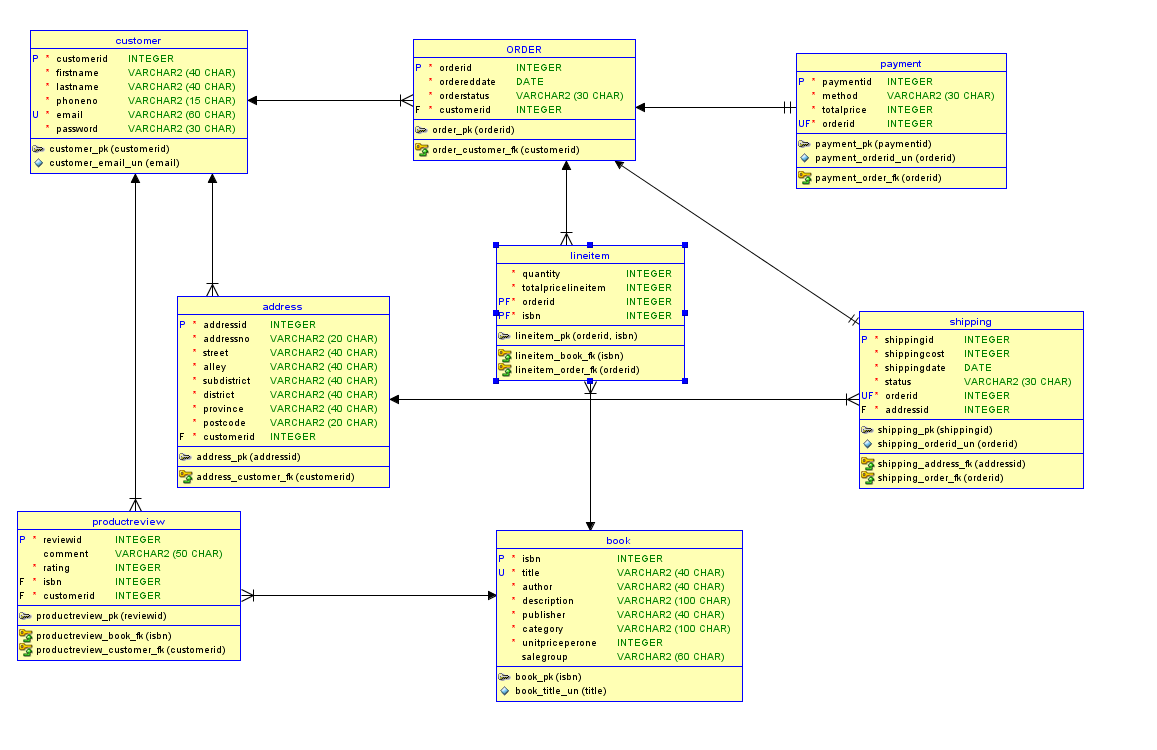 customer
P * customerid INTEGER
* firstname VARCHAR2 (40 CHAR)
* lastname VARCHAR2 (40 CHAR)
* phoneno VARCHAR2 (15 CHAR)
U * email VARCHAR2 (60 CHAR)
* password VARCHAR2 (30 CHAR)
customer_pk (customerid)
customer_email_un (email)
ORDER
P * orderid INTEGER
* ordereddate DATE
* orderstatus VARCHAR2 (30 CHAR)
F * customerid INTEGER
order_pk (orderid)
order_customer_fk (customerid)
payment
P * paymentid INTEGER
* method VARCHAR2 (30 CHAR)
* totalprice INTEGER
UF* orderid INTEGER
payment_pk (paymentid)
payment_orderid_un (orderid)
payment_order_fk (orderid)
lineitem
* quantity INTEGER
* totalpricelineitem INTEGER
PF* orderid INTEGER
PF* isbn INTEGER
lineitem_pk (orderid, isbn)
lineitem_book_fk (isbn)
lineitem_order_fk (orderid)
address
P * addressid INTEGER
* addressno VARCHAR2 (20 CHAR)
* street VARCHAR2 (40 CHAR)
* alley VARCHAR2 (40 CHAR)
* subdistrict VARCHAR2 (40 CHAR)
* district VARCHAR2 (40 CHAR)
* province VARCHAR2 (40 CHAR)
* postcode VARCHAR2 (20 CHAR)
F * customerid INTEGER
address_pk (addressid)
address_customer_fk (customerid)
shipping
P * shippingid INTEGER
* shippingcost INTEGER
* shippingdate DATE
* status VARCHAR2 (30 CHAR)
UF* orderid INTEGER
F * addressid INTEGER
shipping_pk (shippingid)
shipping_orderid_un (orderid)
shipping_address_fk (addressid)
shipping_order_fk (orderid)
productreview
P * reviewid INTEGER
comment VARCHAR2 (50 CHAR)
* rating INTEGER
F * isbn INTEGER
F * customerid INTEGER
productreview_pk (reviewid)
productreview_book_fk (isbn)
productreview_customer_fk (customerid)
book
P * isbn INTEGER
U * title VARCHAR2 (40 CHAR)
* author VARCHAR2 (40 CHAR)
* description VARCHAR2 (100 CHAR)
* publisher VARCHAR2 (40 CHAR)
* category VARCHAR2 (100 CHAR)
* unitpriceperone INTEGER
salegroup VARCHAR2 (60 CHAR)
book_pk (isbn)
book_title_un (title)